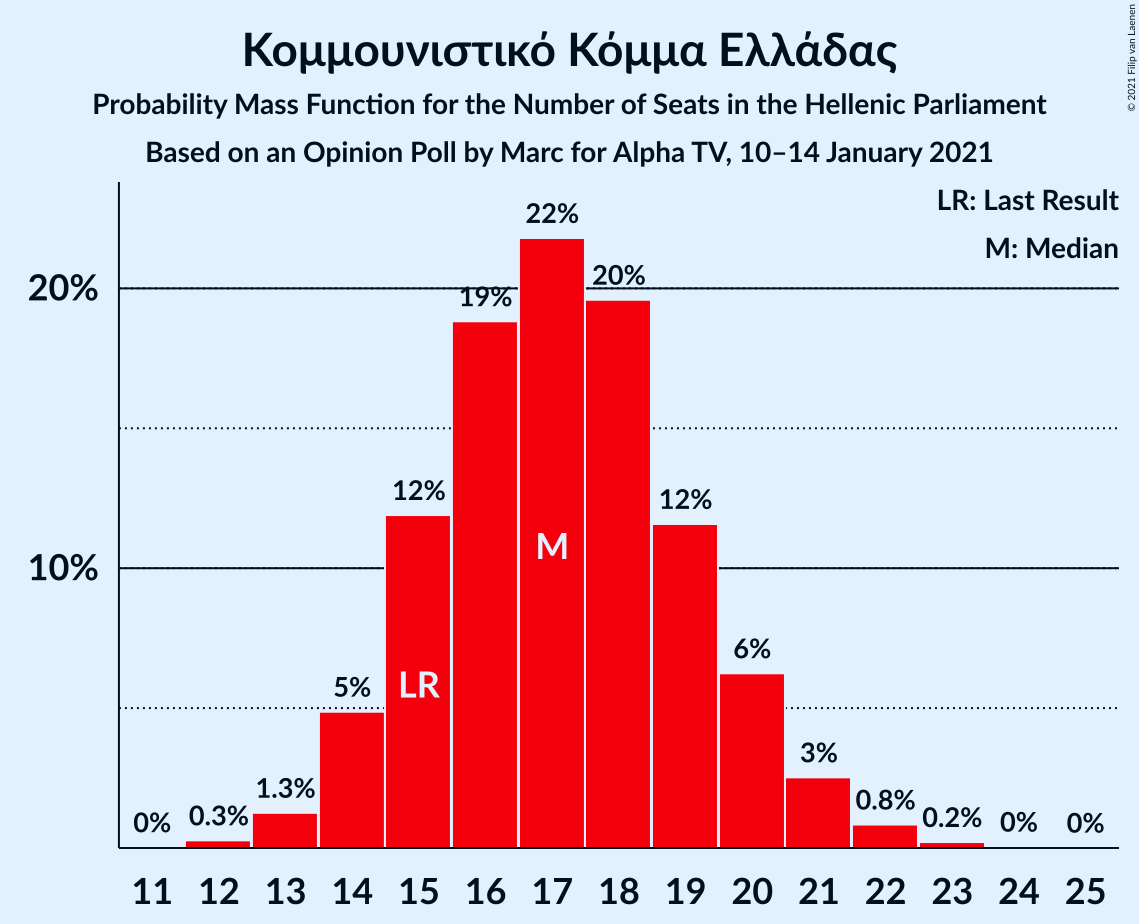 Κομμουνιστικό Κόμμα Ελλάδας
Probability Mass Function for the Number of Seats in the Hellenic Parliament
Based on an Opinion Poll by Marc for Alpha TV, 10–14 January 2021
© 2021 Filip van Laenen
LR: Last Result
M: Median
22%
20%
20%
19%
12%
12%
M
10%
6%
5%
LR
3%
1.3%
0.8%
0%
0.3%
0.2%
0%
0%
11 12 13 14 15 16 17 18 19 20 21 22 23 24 25